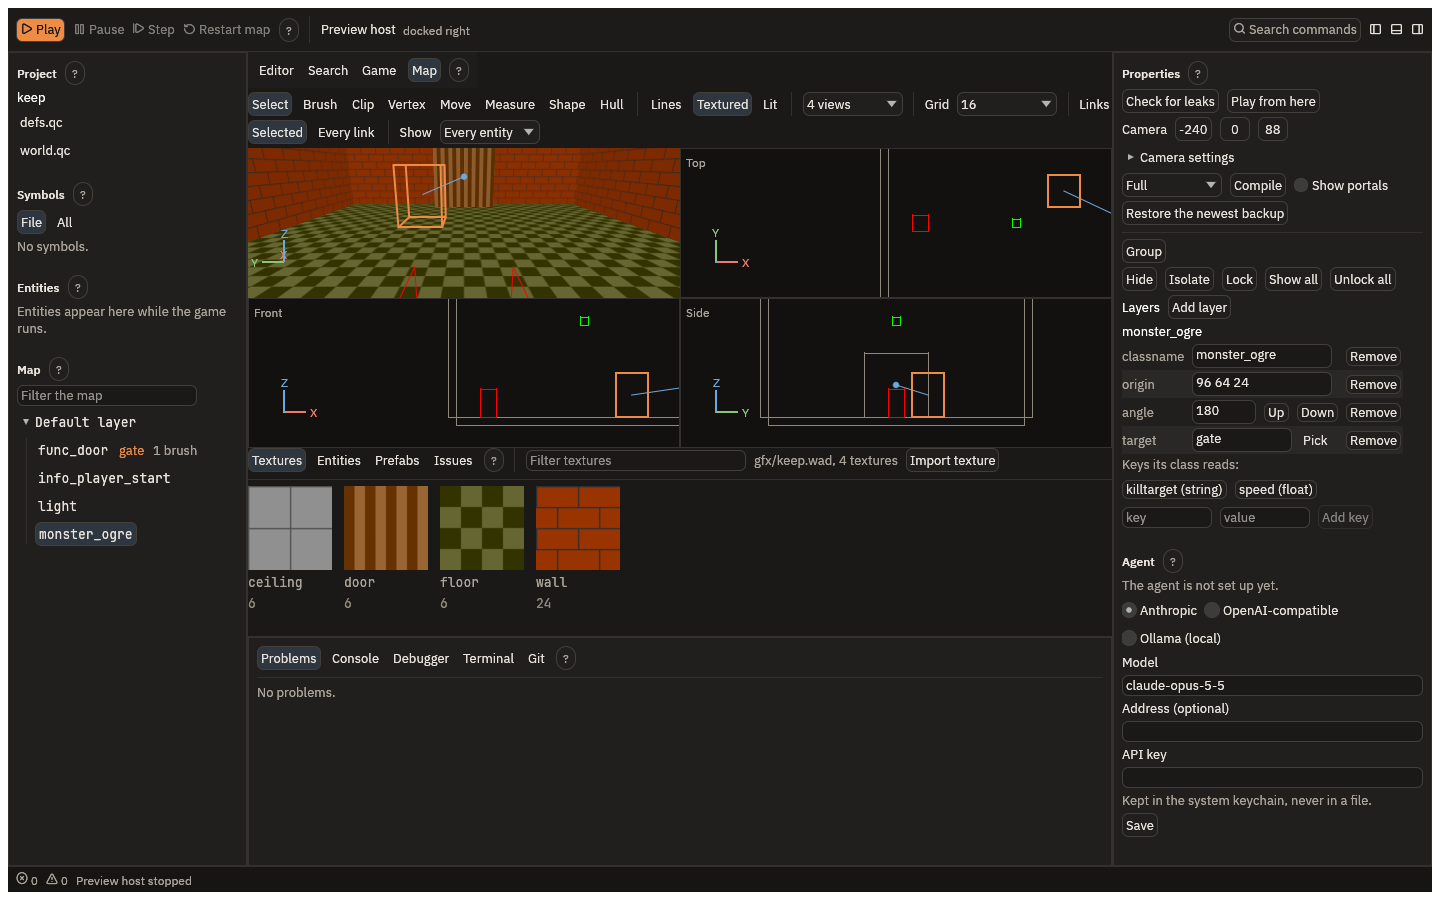 Play Pause Step Restart map ? Preview host docked right Search commands
Project ?
keep
defs.qc
world.qc
Symbols ?
File All
No symbols.
Entities ?
Entities appear here while the game
runs.
Map ?
Filter the map
Default layer
func_door gate 1 brush
info_player_start
light
monster_ogre
Editor Search Game Map ?
Select Brush Clip Vertex Move Measure Shape Hull Lines Textured Lit 4 views Grid 16 Links
Selected Every link Show Every entity
Z
Y X
Top
Y
X
Front
Z
X
Side
Z
Y
Textures Entities Prefabs Issues ? Filter textures gfx/keep.wad, 4 textures Import texture
ceiling door floor wall
6 6 6 24
Problems Console Debugger Terminal Git ?
No problems.
Properties ?
Check for leaks Play from here
Camera -240 0 88
Camera settings
Full Compile Show portals
Restore the newest backup
Group
Hide Isolate Lock Show all Unlock all
Layers Add layer
monster_ogre
classname monster_ogre Remove
origin 96 64 24 Remove
angle 180 Up Down Remove
target gate Pick Remove
Keys its class reads:
killtarget (string) speed (float)
key value Add key
Agent ?
The agent is not set up yet.
Anthropic OpenAI-compatible
Ollama (local)
Model
claude-opus-5-5
Address (optional)
API key
Kept in the system keychain, never in a file.
Save
0 0 Preview host stopped